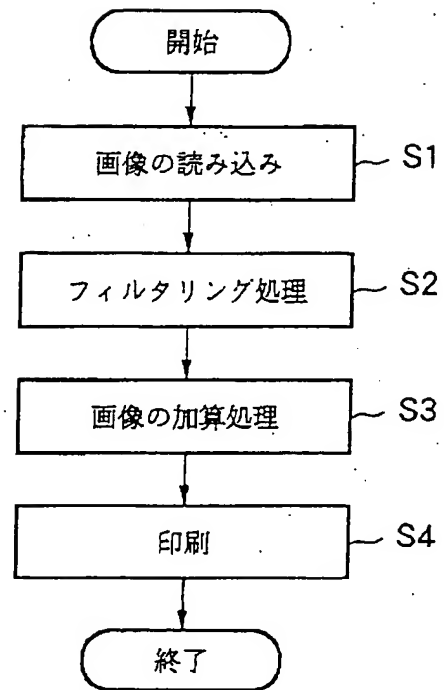 開始
画像の読み込み ~ S1
フィルタリング処理 ~ S2
画像の加算処理 ~ S3
印刷 ~ S4
終了